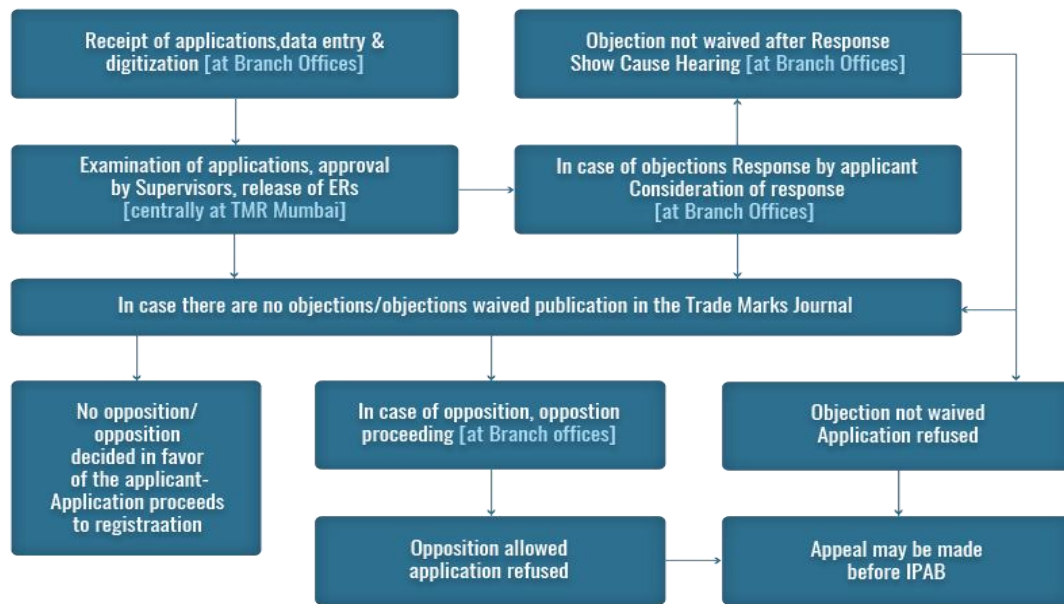 Receipt of applications,data entry &
digitization [at Branch Offices]
Objection not waived after Response
Show Cause Hearing [at Branch Offices]
Examination of applications, approval
by Supervisors, release of ERs
[centrally at TMR Mumbai]
In case of objections Response by applicant
Consideration of response
[at Branch Offices]
In case there are no objections/objections waived publication in the Trade Marks Journal
No opposition/
opposition
decided in favor
of the applicant-
Application proceeds
to registraation
In case of opposition, oppostion
proceeding [at Branch offices]
Objection not waived
Application refused
Opposition allowed
application refused
Appeal may be made
before IPAB